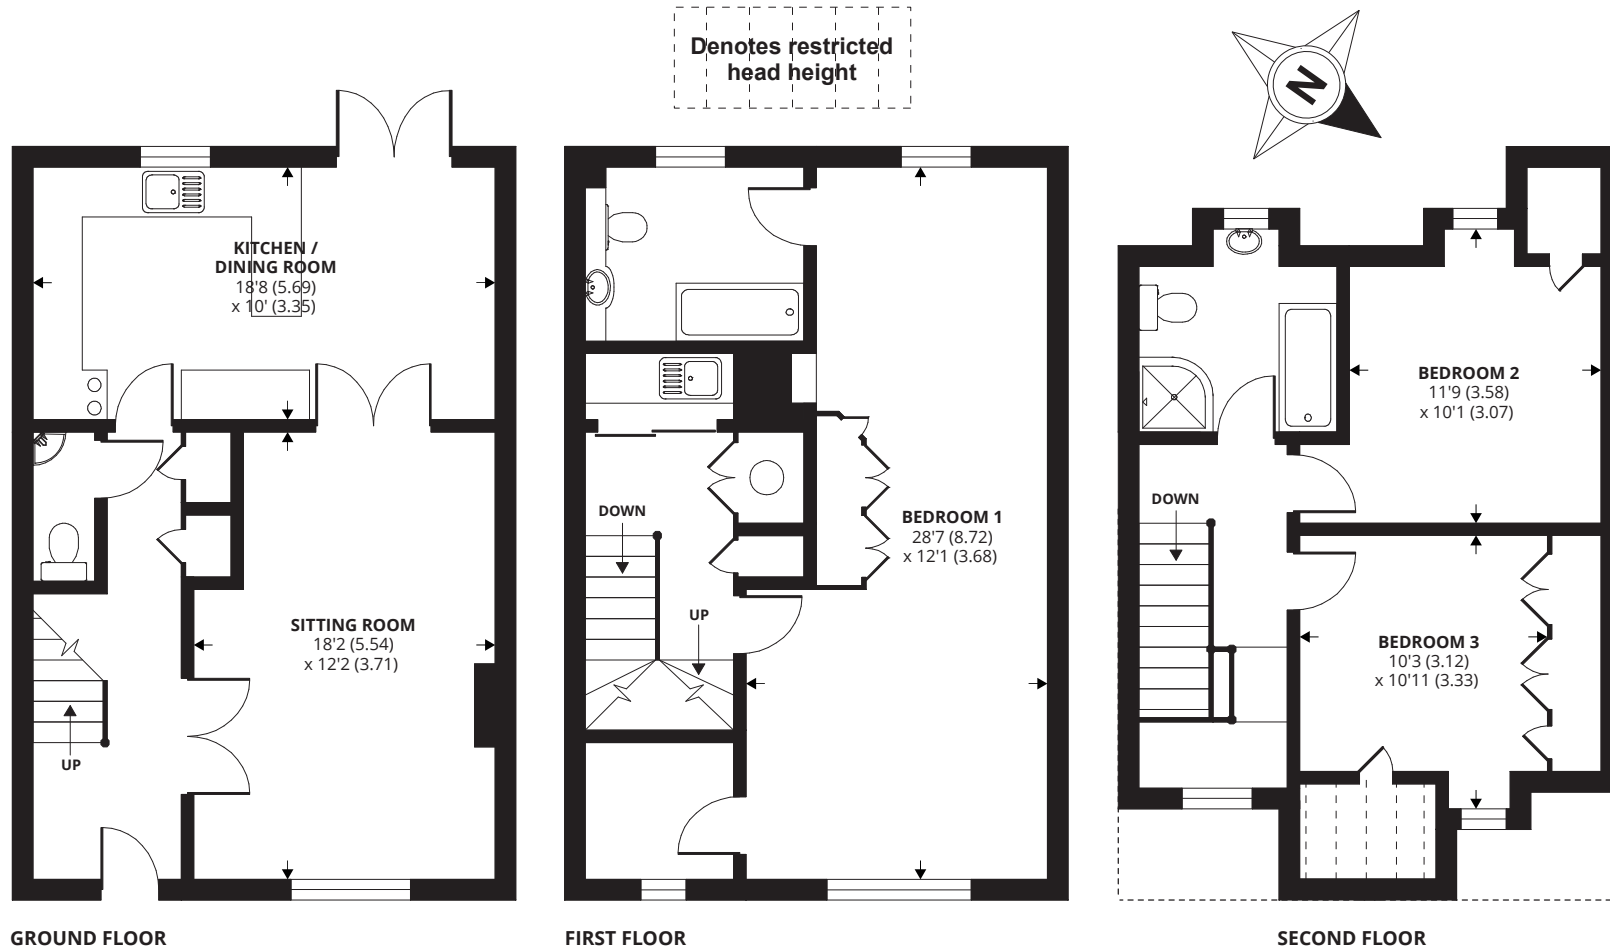 Denotes restricted
head height
N
KITCHEN /
DINING ROOM
18'8 (5.69)
x 10' (3.35)
SITTING ROOM
18'2 (5.54)
x 12'2 (3.71)
UP
GROUND FLOOR
DOWN
UP
BEDROOM 1
28'7 (8.72)
x 12'1 (3.68)
FIRST FLOOR
BEDROOM 2
11'9 (3.58)
x 10'1 (3.07)
DOWN
BEDROOM 3
10'3 (3.12)
x 10'11 (3.33)
SECOND FLOOR